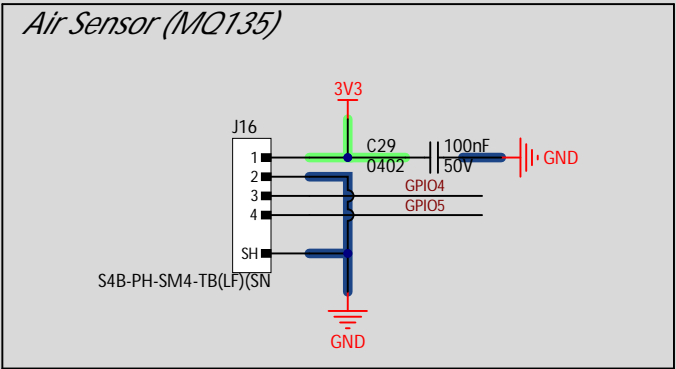 Air Sensor (MQ135)
3V3
J16
1
C29
100nF
0402
50V
GND
2
3
GPIO4
4
GPIO5
SH
S4B-PH-SM4-TB(LF)(SN
GND